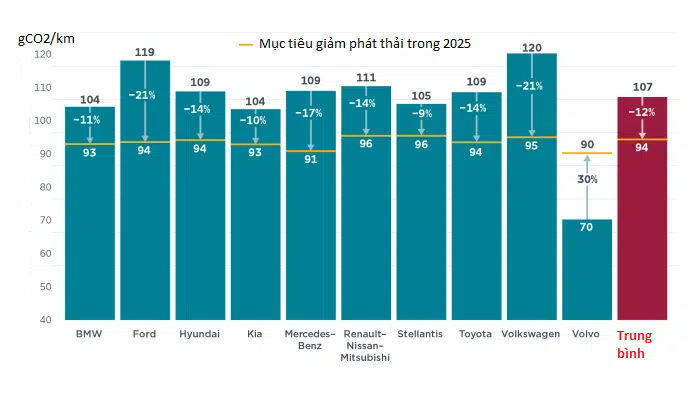 gCO2/km
Mục tiêu giảm phát thải trong 2025
120
110
100
90
80
70
60
50
40
104
−11%
93
119
−21%
94
109
−14%
94
104
−10%
93
109
−17%
91
111
−14%
96
105
−9%
96
109
−14%
94
120
−21%
95
90
30%
70
107
−12%
94
BMW
Ford
Hyundai
Kia
Mercedes–
Benz
Renault–
Nissan–
Mitsubishi
Stellantis
Toyota
Volkswagen
Volvo
Trung
bình